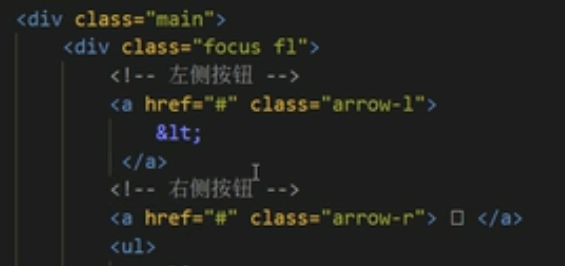 <div class="main">
<div class="focus fl">
<!-- 左侧按钮 -->
<a href="#" class="arrow-l">
&lt;
</a>
<!-- 右侧按钮 -->
<a href="#" class="arrow-r"> □ </a>
<ul>